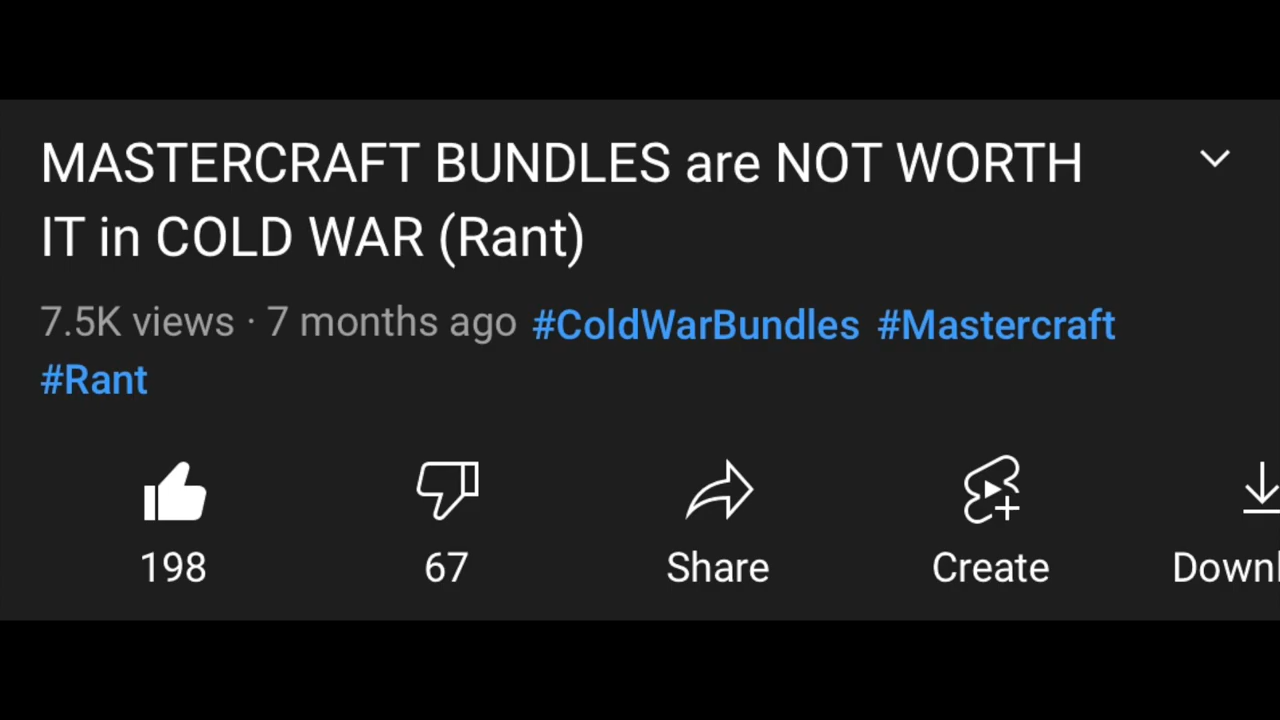 MASTERCRAFT BUNDLES are NOT WORTH
IT in COLD WAR (Rant)
7.5K views · 7 months ago #ColdWarBundles #Mastercraft
#Rant
198 67 Share Create Downl